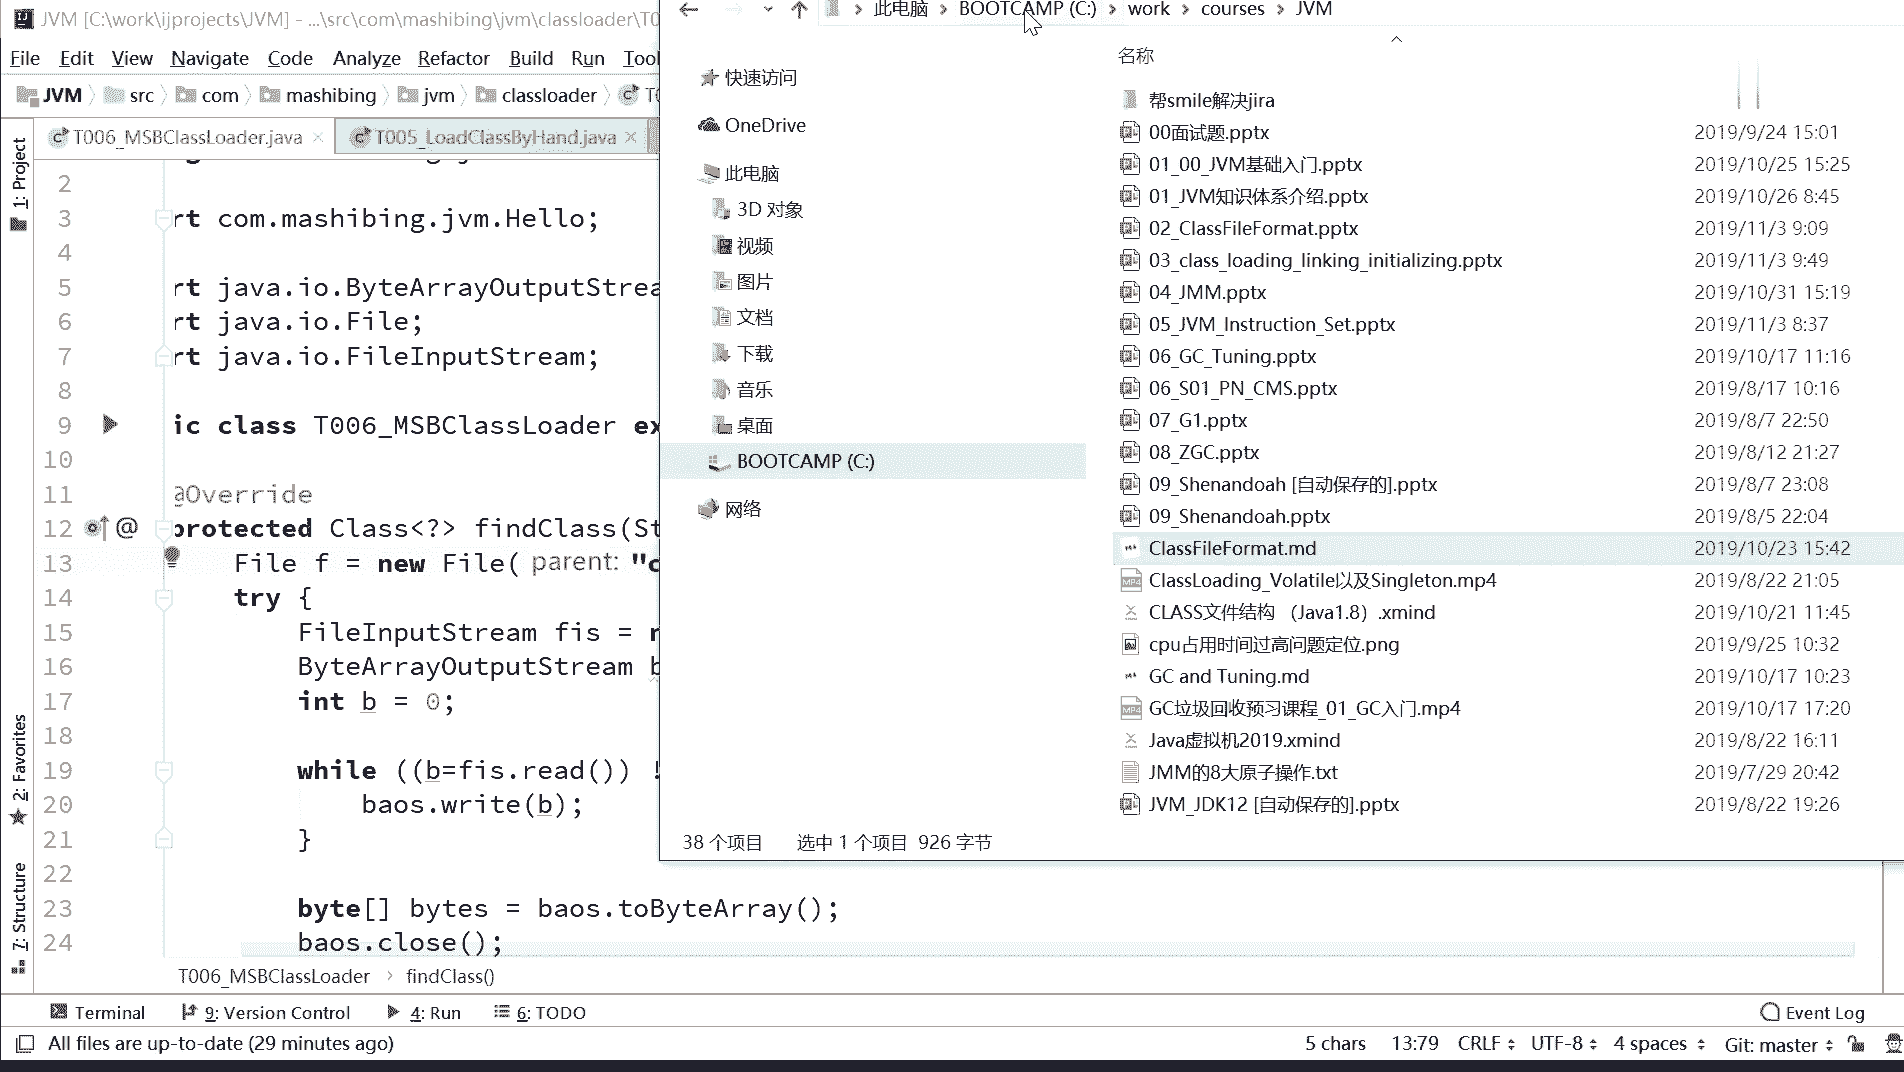 JVM [C:\work\ijprojects\JVM] - ...\src\com\mashibing\jvm\classloader\T0
File Edit View Navigate Code Analyze Refactor Build Run Tool
JVM src com mashibing jvm classloader
T006_MSBClassLoader.java
T005_LoadClassByHand.java
1: Project
2: Favorites
7: Structure
2
3 rt com.mashibing.jvm.Hello;
4
5 rt java.io.ByteArrayOutputStrea
6 rt java.io.File;
7 rt java.io.FileInputStream;
8
9 ic class T006_MSBClassLoader ex
10
11 @Override
12 @ protected Class<?> findClass(St
13 File f = new File( parent: "c
14 try {
15 FileInputStream fis = n
16 ByteArrayOutputStream b
17 int b = 0;
18
19 while ((b=fis.read()) !
20 baos.write(b);
21 }
22
23 byte[] bytes = baos.toByteArray();
24 baos.close();
T006_MSBClassLoader › findClass()
Terminal 9: Version Control 4: Run 6: TODO Event Log
All files are up-to-date (29 minutes ago) 5 chars 13:79 CRLF UTF-8 4 spaces Git: master
此电脑 › BOOTCAMP (C:) › work › courses › JVM
快速访问
OneDrive
此电脑
3D 对象
视频
图片
文档
下载
音乐
桌面
BOOTCAMP (C:)
网络
名称
帮smile解决jira
00面试题.pptx 2019/9/24 15:01
01_00_JVM基础入门.pptx 2019/10/25 15:25
01_JVM知识体系介绍.pptx 2019/10/26 8:45
02_ClassFileFormat.pptx 2019/11/3 9:09
03_class_loading_linking_initializing.pptx 2019/11/3 9:49
04_JMM.pptx 2019/10/31 15:19
05_JVM_Instruction_Set.pptx 2019/11/3 8:37
06_GC_Tuning.pptx 2019/10/17 11:16
06_S01_PN_CMS.pptx 2019/8/17 10:16
07_G1.pptx 2019/8/7 22:50
08_ZGC.pptx 2019/8/12 21:27
09_Shenandoah [自动保存的].pptx 2019/8/7 23:08
09_Shenandoah.pptx 2019/8/5 22:04
ClassFileFormat.md 2019/10/23 15:42
ClassLoading_Volatile以及Singleton.mp4 2019/8/22 21:05
CLASS文件结构 （Java1.8）.xmind 2019/10/21 11:45
cpu占用时间过高问题定位.png 2019/9/25 10:32
GC and Tuning.md 2019/10/17 10:23
GC垃圾回收预习课程_01_GC入门.mp4 2019/10/17 17:20
Java虚拟机2019.xmind 2019/8/22 16:11
JMM的8大原子操作.txt 2019/7/29 20:42
JVM_JDK12 [自动保存的].pptx 2019/8/22 19:26
38 个项目 选中 1 个项目 926 字节